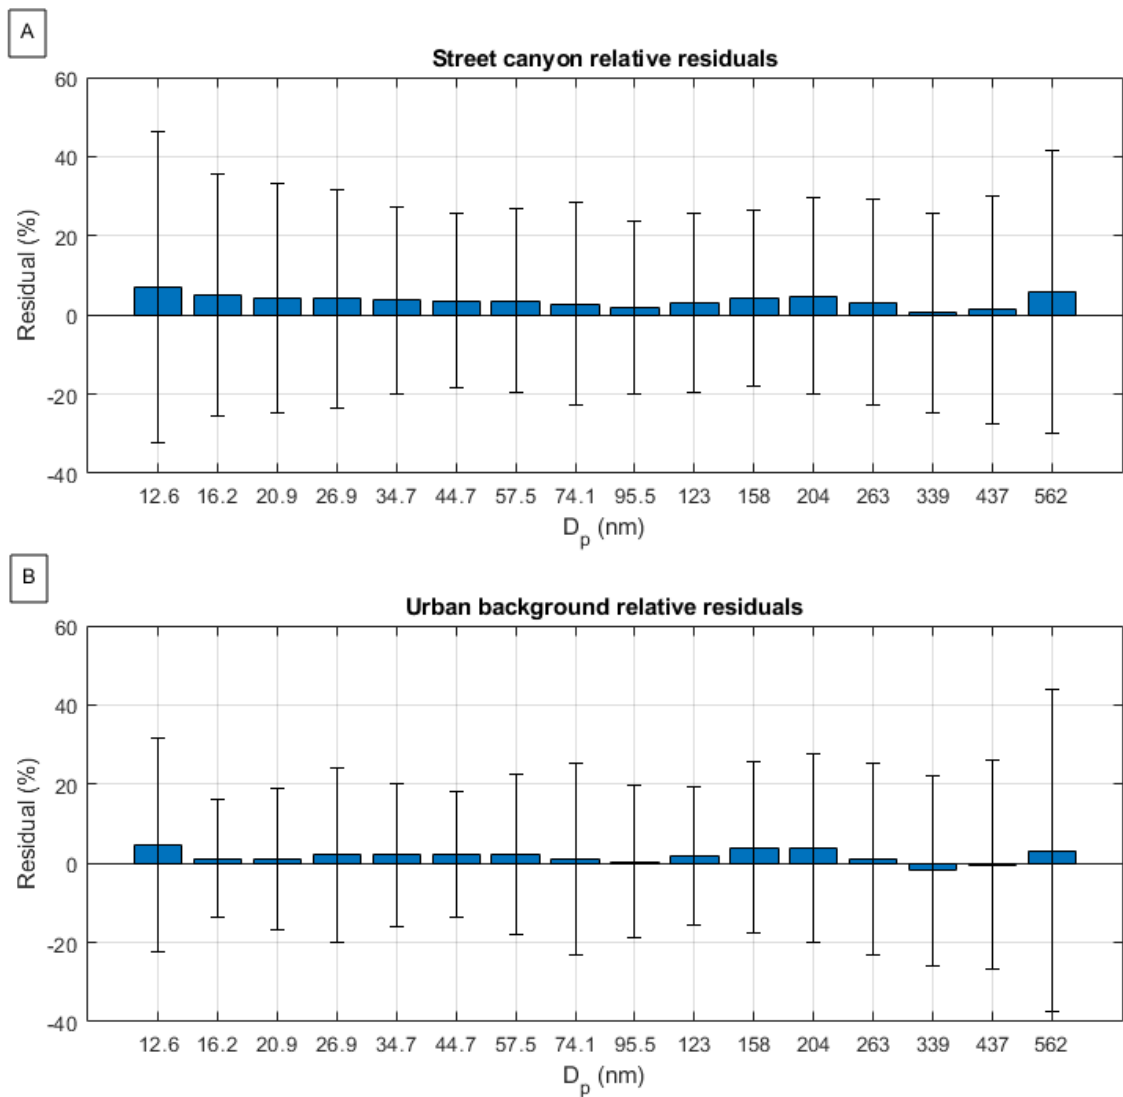 A
Street canyon relative residuals
60
40
20
0
-20
-40
Residual (%)
12.6 16.2 20.9 26.9 34.7 44.7 57.5 74.1 95.5 123 158 204 263 339 437 562
Dp (nm)
B
Urban background relative residuals
60
40
20
0
-20
-40
Residual (%)
12.6 16.2 20.9 26.9 34.7 44.7 57.5 74.1 95.5 123 158 204 263 339 437 562
Dp (nm)